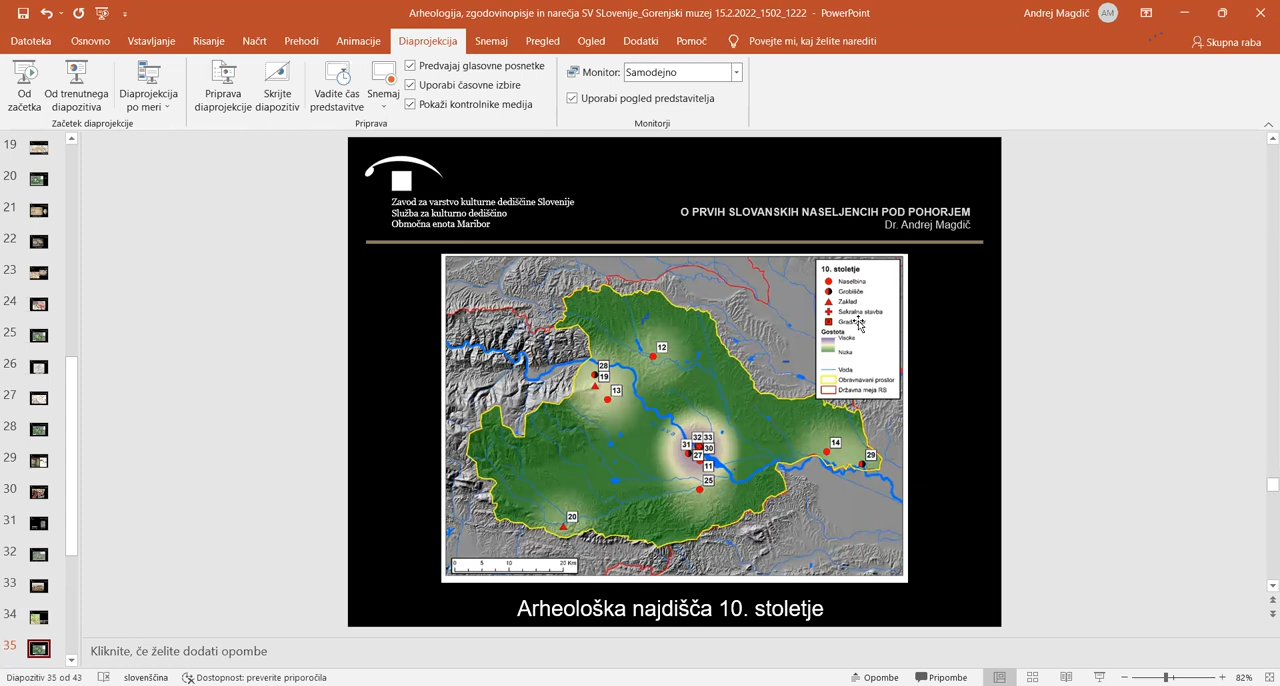 Arheologija, zgodovinopisje in narečja SV SLovenije_Gorenjski muzej 15.2.2022_1502_1222 - PowerPoint
Andrej Magdič AM
Datoteka Osnovno Vstavljanje Risanje Načrt Prehodi Animacije Diaprojekcija Snemaj Pregled Ogled Dodatki Pomoč Povejte mi, kaj želite narediti Skupna raba
Od začetka
Od trenutnega diapozitiva
Diaprojekcija po meri
Začetek diaprojekcije
Priprava diaprojekcije
Skrijte diapozitiv
Vadite čas predstavitve
Snemaj
Predvajaj glasovne posnetke
Uporabi časovne izbire
Pokaži kontrolnike medija
Priprava
Monitor: Samodejno
Uporabi pogled predstavitelja
Monitorji
19
20
21
22
23
24
25
26
27
28
29
30
31
32
33
34
35
Zavod za varstvo kulturne dediščine Slovenije
Služba za kulturno dediščino
Območna enota Maribor
O PRVIH SLOVANSKIH NASELJENCIH POD POHORJEM
Dr. Andrej Magdič
10. stoletje
Naselbina
Grobišče
Zaklad
Sakralna stavba
Gostota
Visoka
Nizka
Voda
Obravnavani prostor
Državna meja RS
12
28
19
13
32 33
31 30
27
11
25
14
29
20
0 5 10 20 Km
Arheološka najdišča 10. stoletje
Kliknite, če želite dodati opombe
Diapozitiv 35 od 43 slovenščina Dostopnost: preverite priporočila Opombe Pripombe 82%